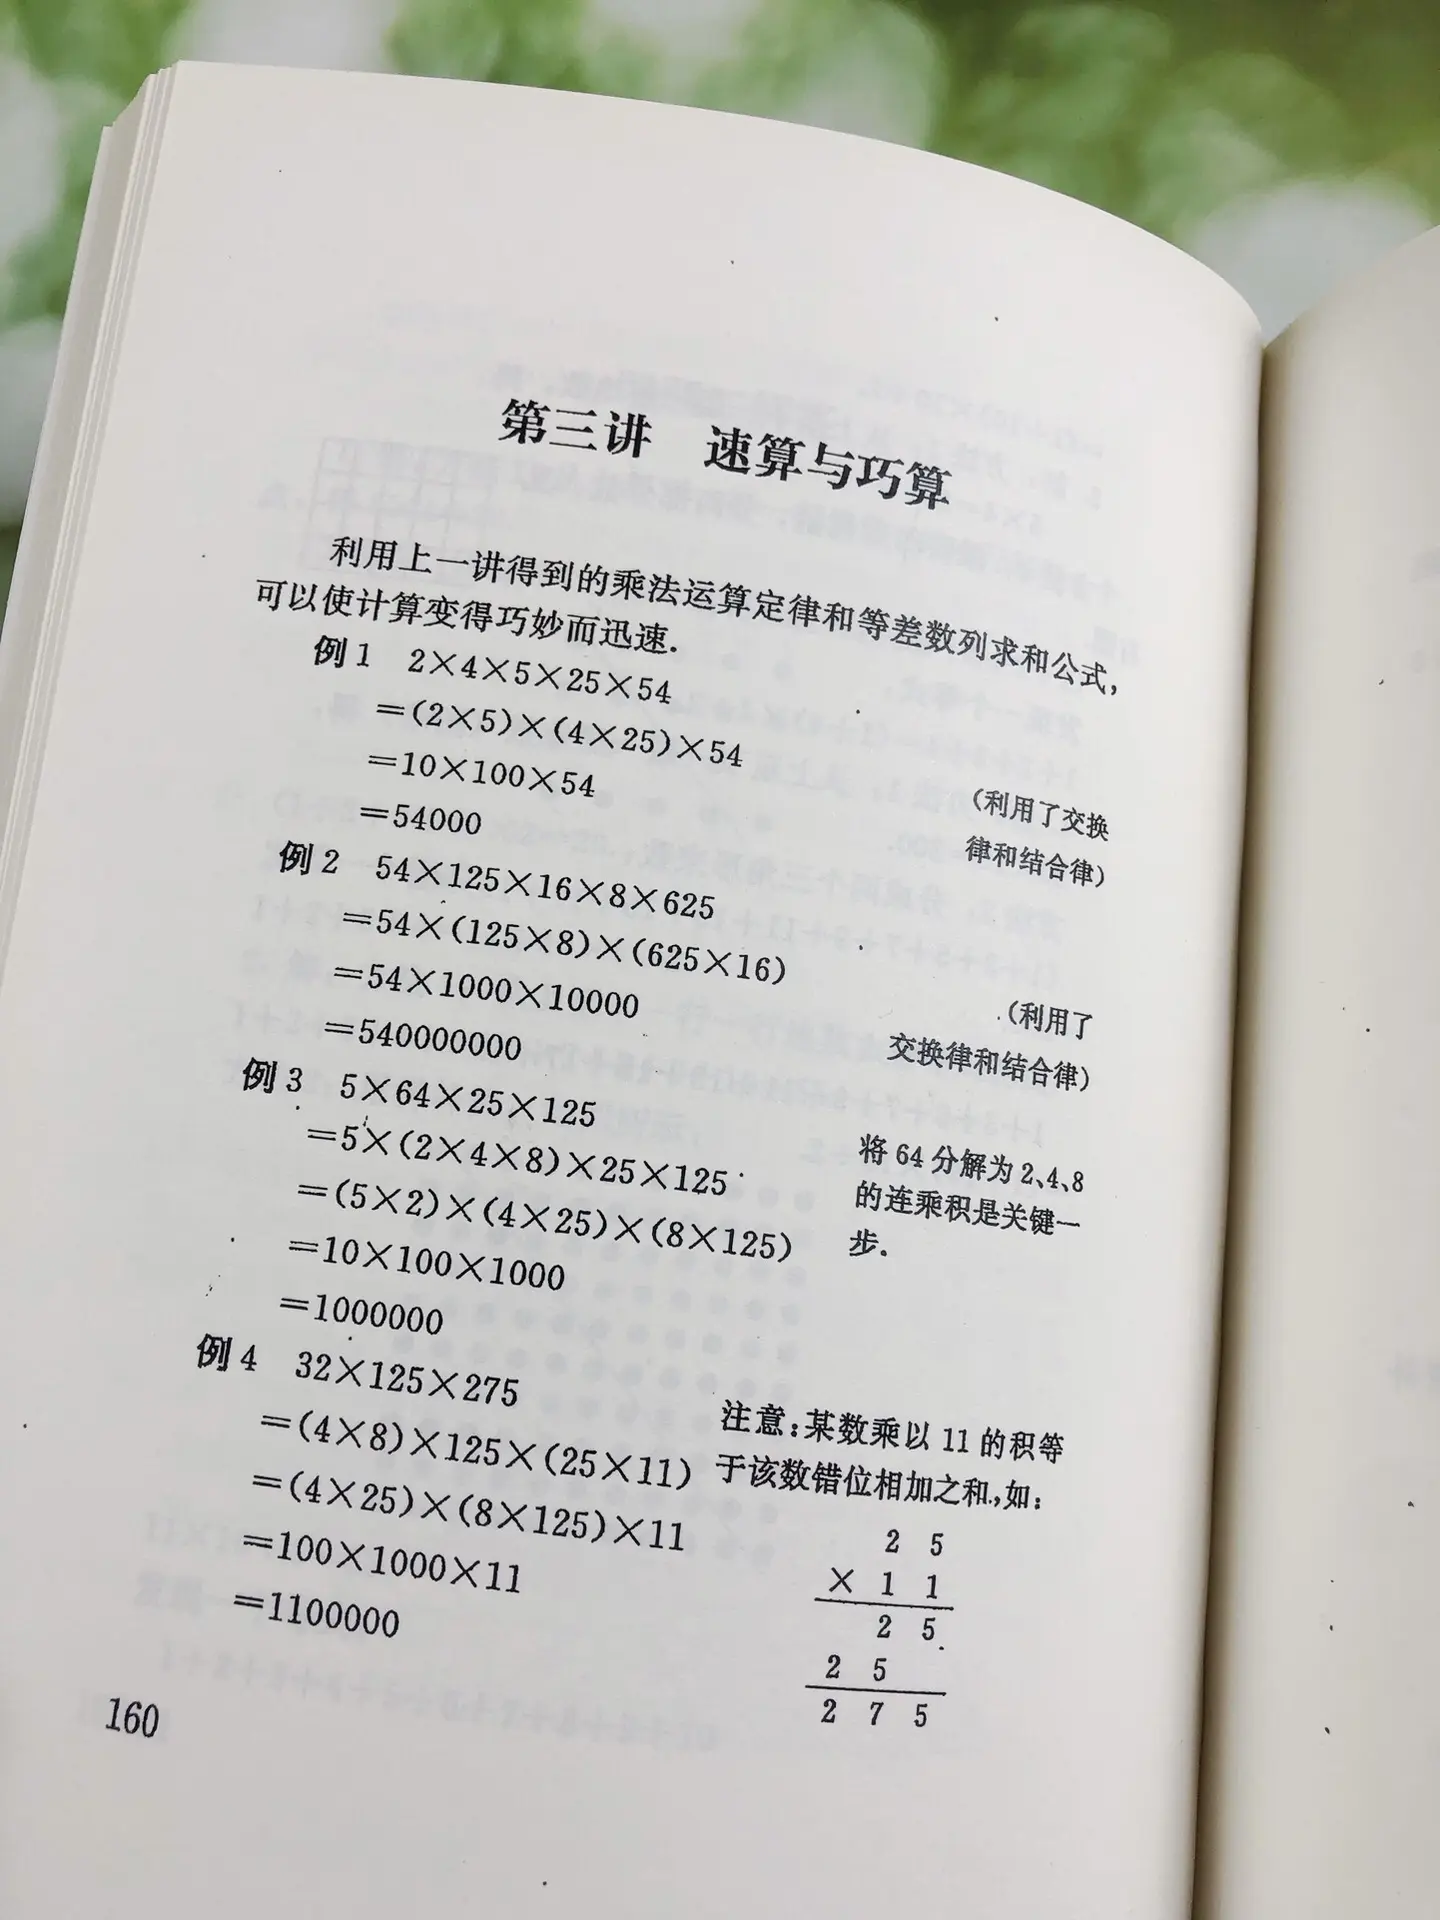 第三讲 速算与巧算
利用上一讲得到的乘法运算定律和等差数列求和公式,
可以使计算变得巧妙而迅速.
例1 2×4×5×25×54
=(2×5)×(4×25)×54
=10×100×54 (利用了交换
=54000 律和结合律)
例2 54×125×16×8×625
=54×(125×8)×(625×16)
=54×1000×10000 (利用了
=540000000 交换律和结合律)
例3 5×64×25×125
=5×(2×4×8)×25×125 将64分解为2、4、8
=(5×2)×(4×25)×(8×125) 的连乘积是关键一
=10×100×1000 步.
=1000000
例4 32×125×275
=(4×8)×125×(25×11) 注意:某数乘以11的积等
=(4×25)×(8×125)×11 于该数错位相加之和.,如:
=100×1000×11
=1100000
2 5
× 1 1
2 5
2 5
2 7 5
160